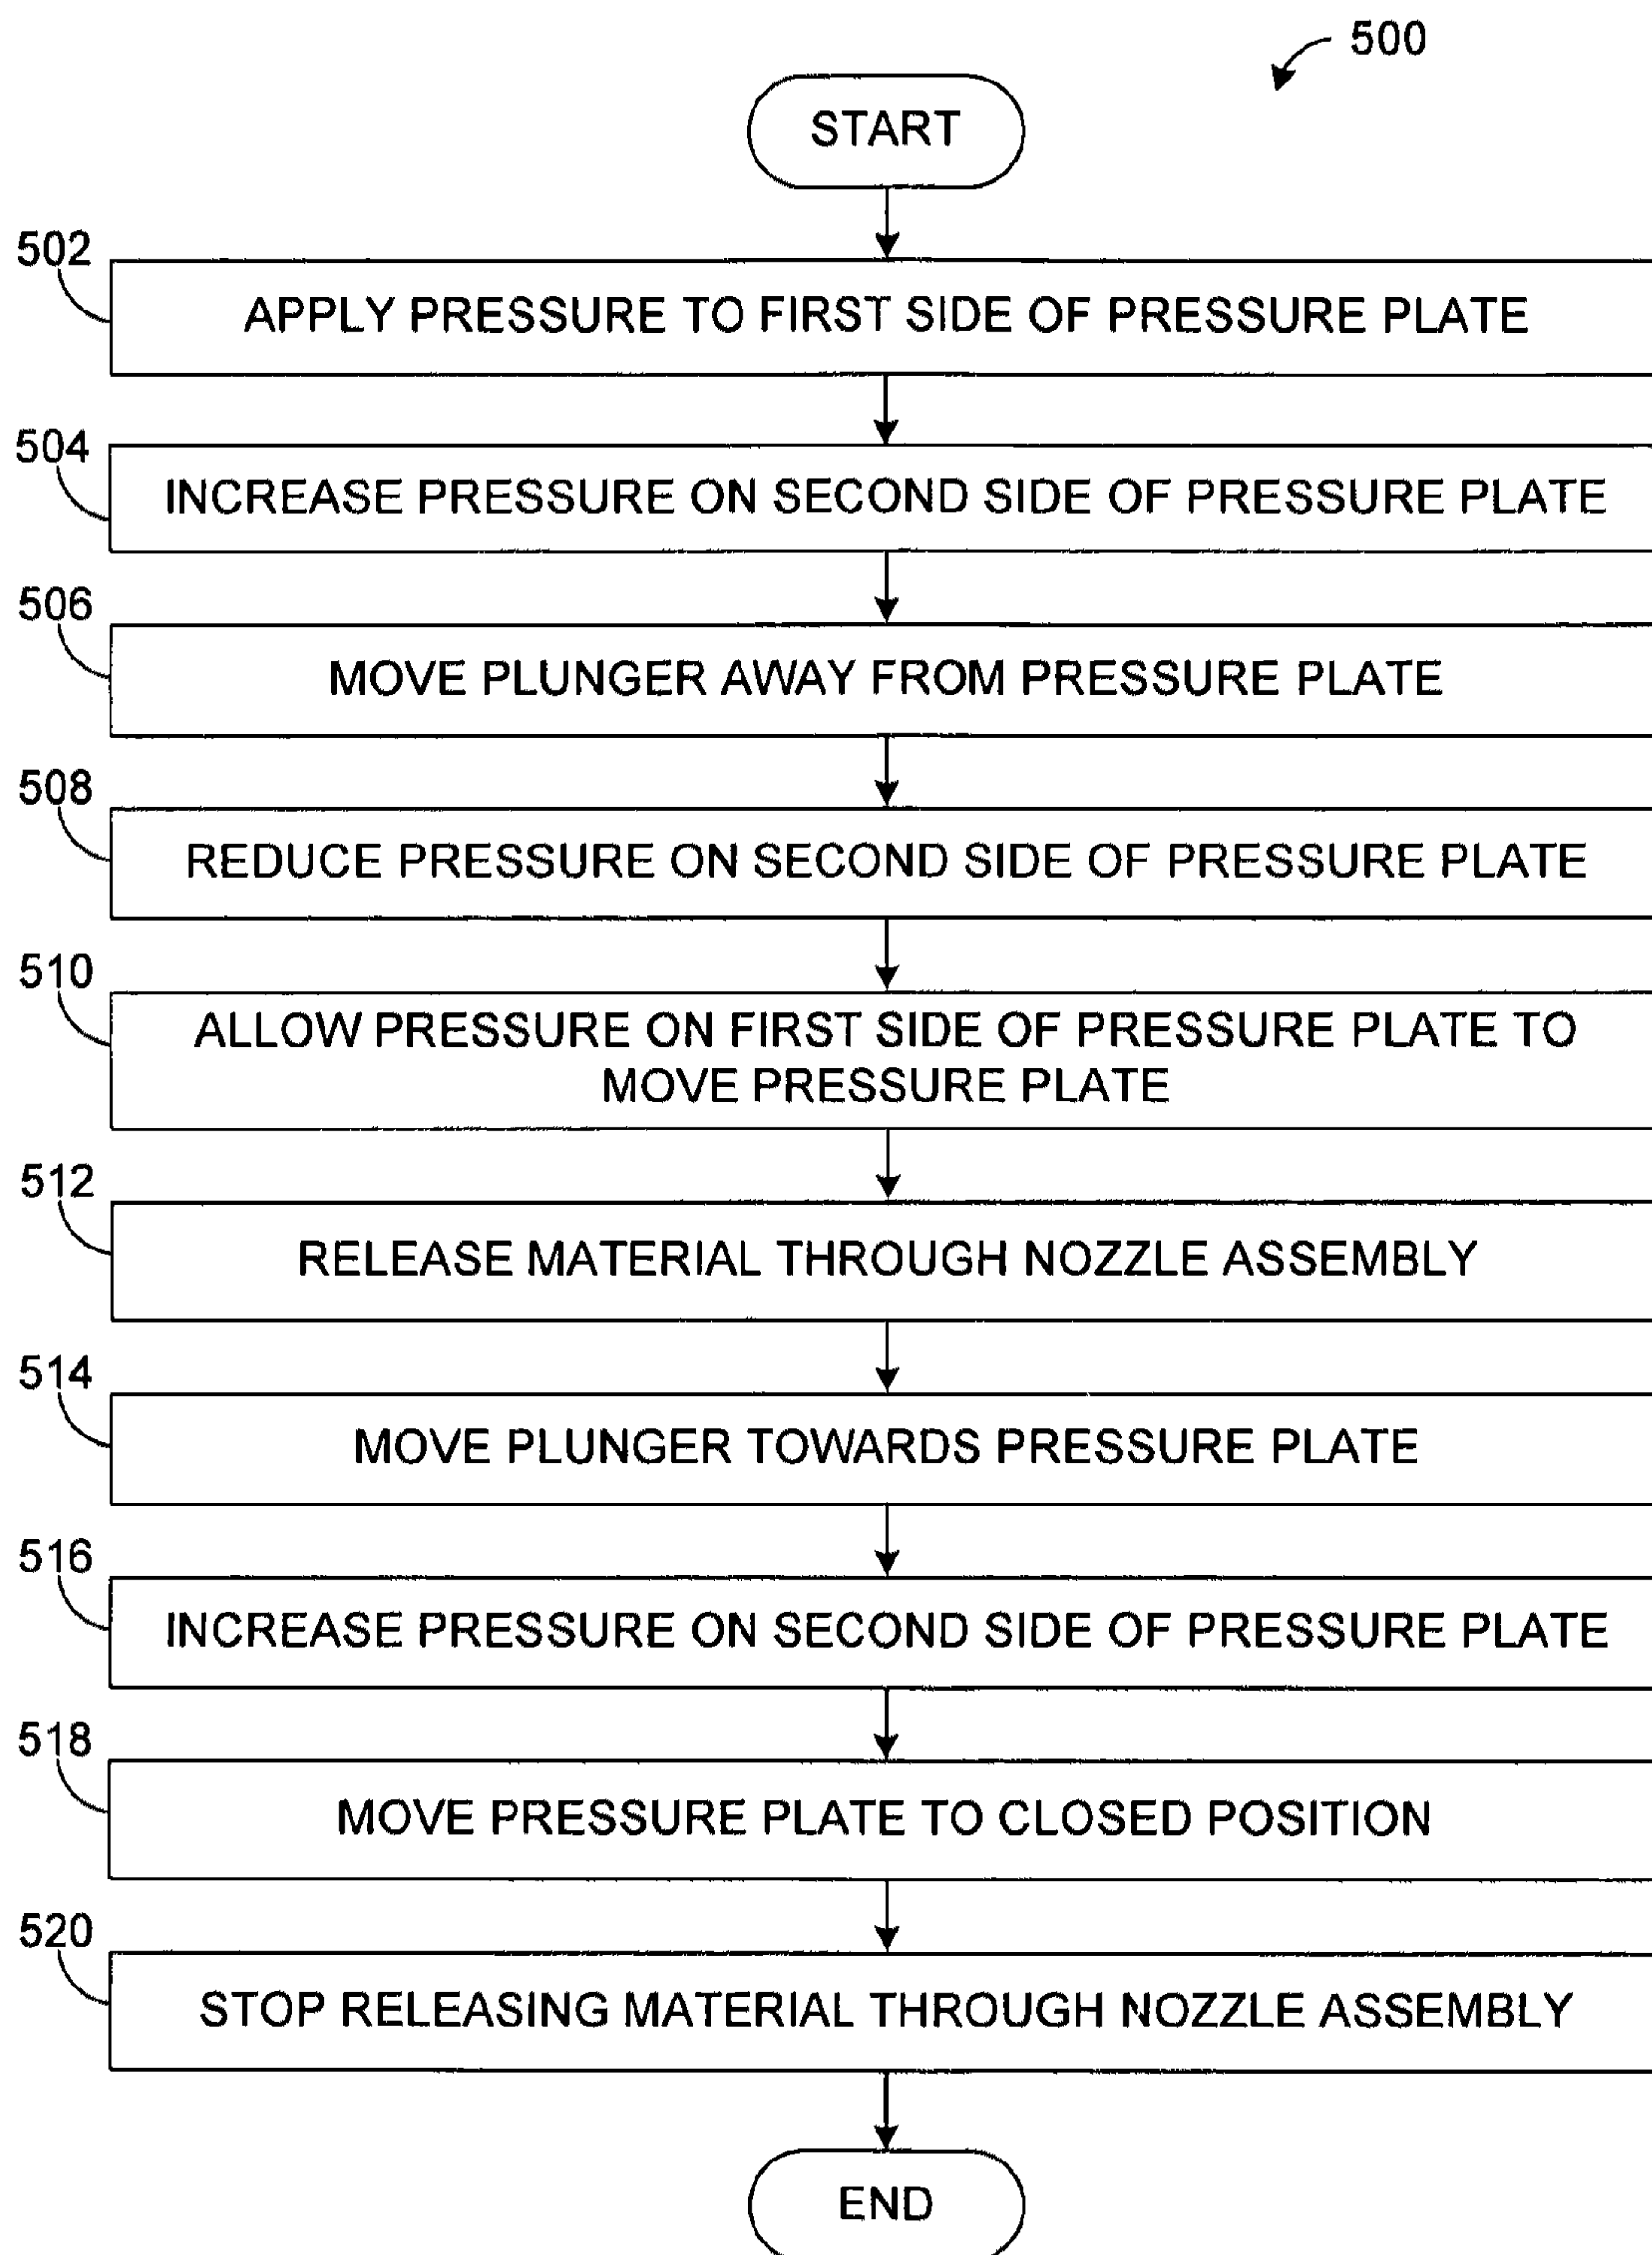 500
START
502
APPLY PRESSURE TO FIRST SIDE OF PRESSURE PLATE
504
INCREASE PRESSURE ON SECOND SIDE OF PRESSURE PLATE
506
MOVE PLUNGER AWAY FROM PRESSURE PLATE
508
REDUCE PRESSURE ON SECOND SIDE OF PRESSURE PLATE
510
ALLOW PRESSURE ON FIRST SIDE OF PRESSURE PLATE TO
MOVE PRESSURE PLATE
512
RELEASE MATERIAL THROUGH NOZZLE ASSEMBLY
514
MOVE PLUNGER TOWARDS PRESSURE PLATE
516
INCREASE PRESSURE ON SECOND SIDE OF PRESSURE PLATE
518
MOVE PRESSURE PLATE TO CLOSED POSITION
520
STOP RELEASING MATERIAL THROUGH NOZZLE ASSEMBLY
END